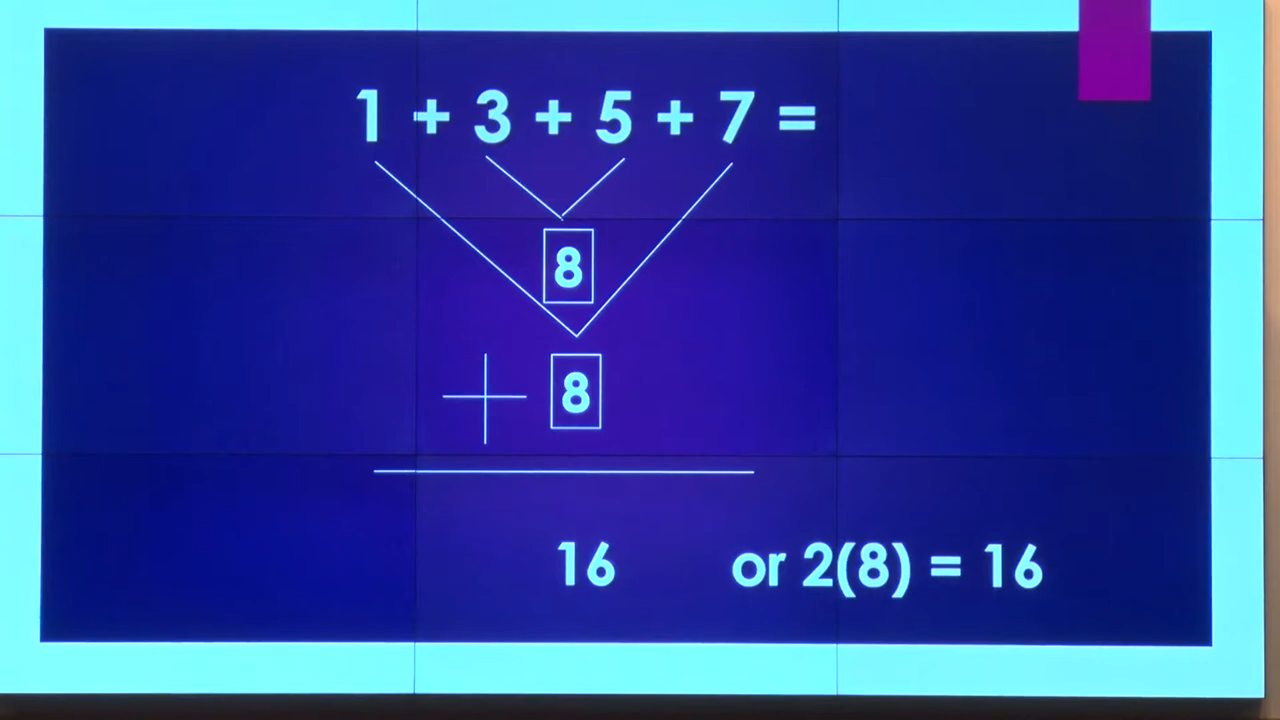 1 + 3 + 5 + 7 =
8
+ 8
16 or 2(8) = 16